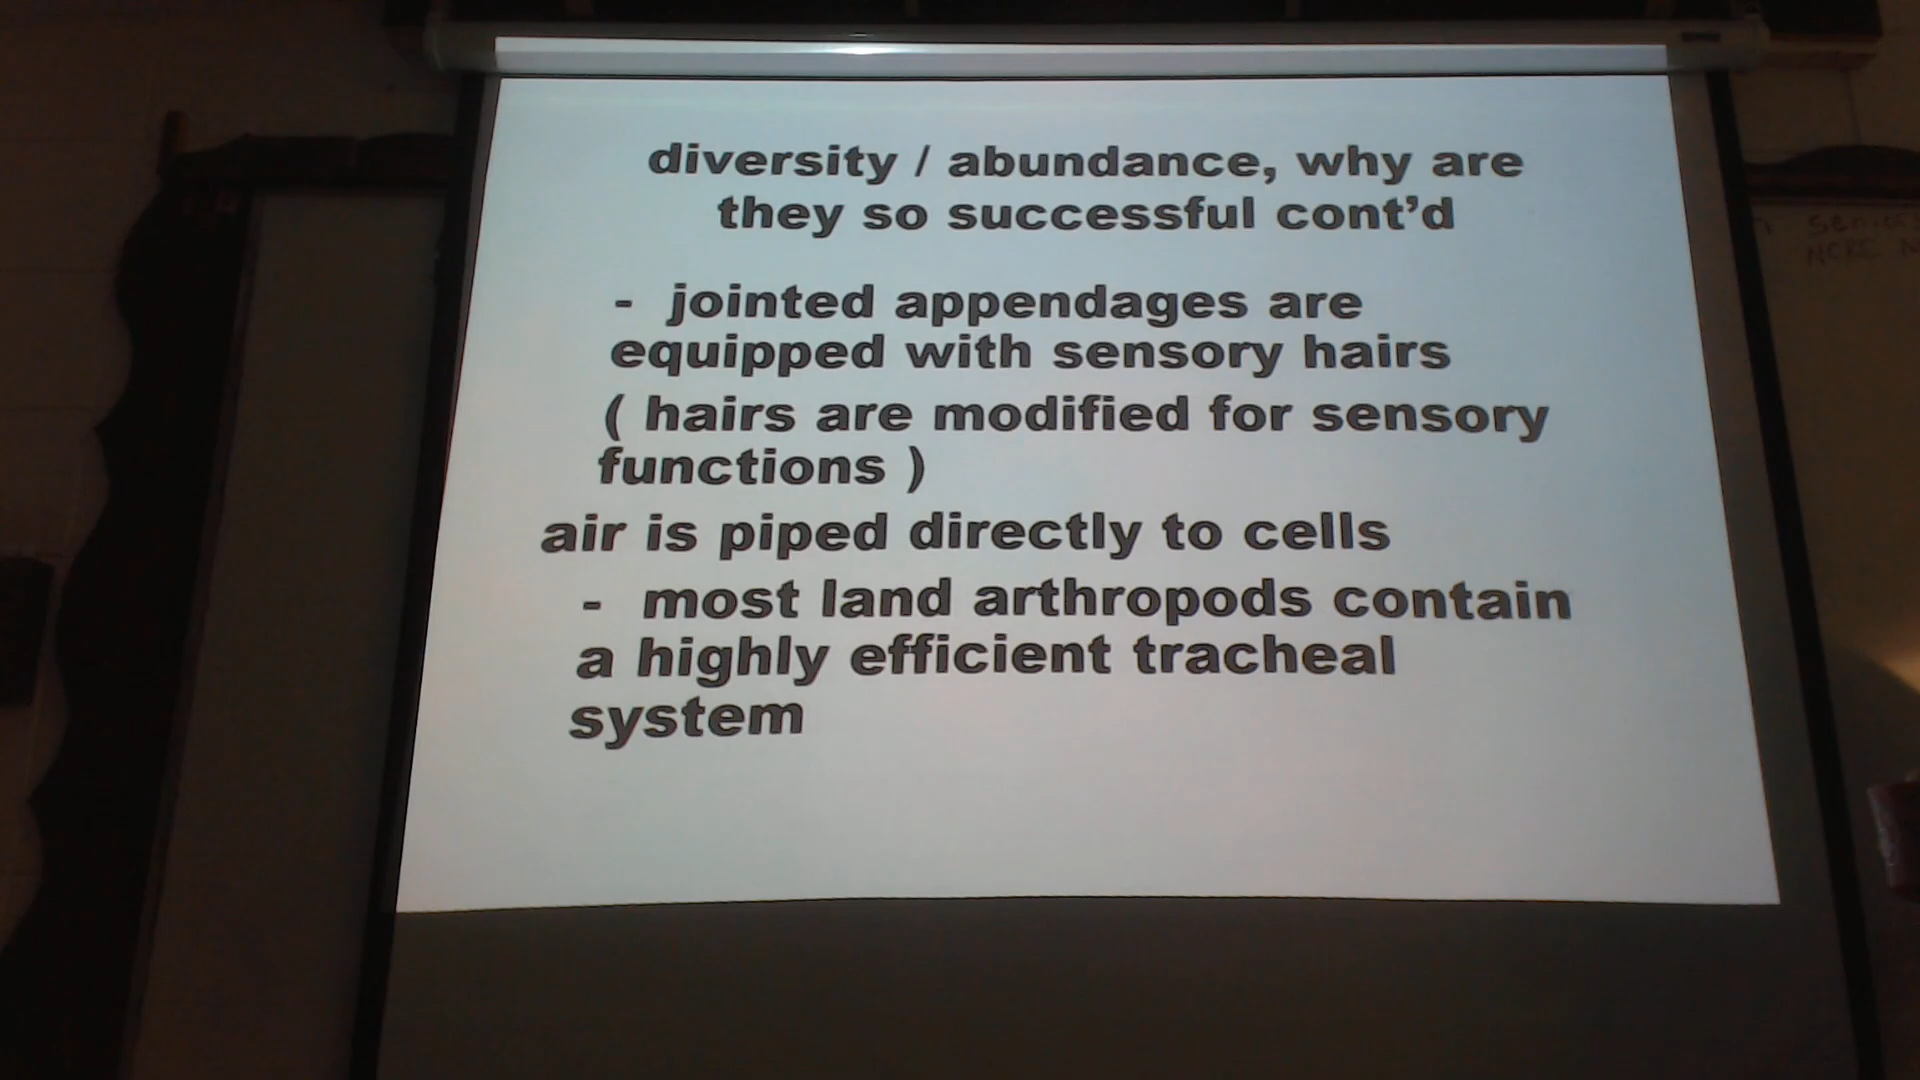 diversity / abundance, why are
they so successful cont’d
- jointed appendages are
equipped with sensory hairs
( hairs are modified for sensory
functions )
air is piped directly to cells
- most land arthropods contain
a highly efficient tracheal
system